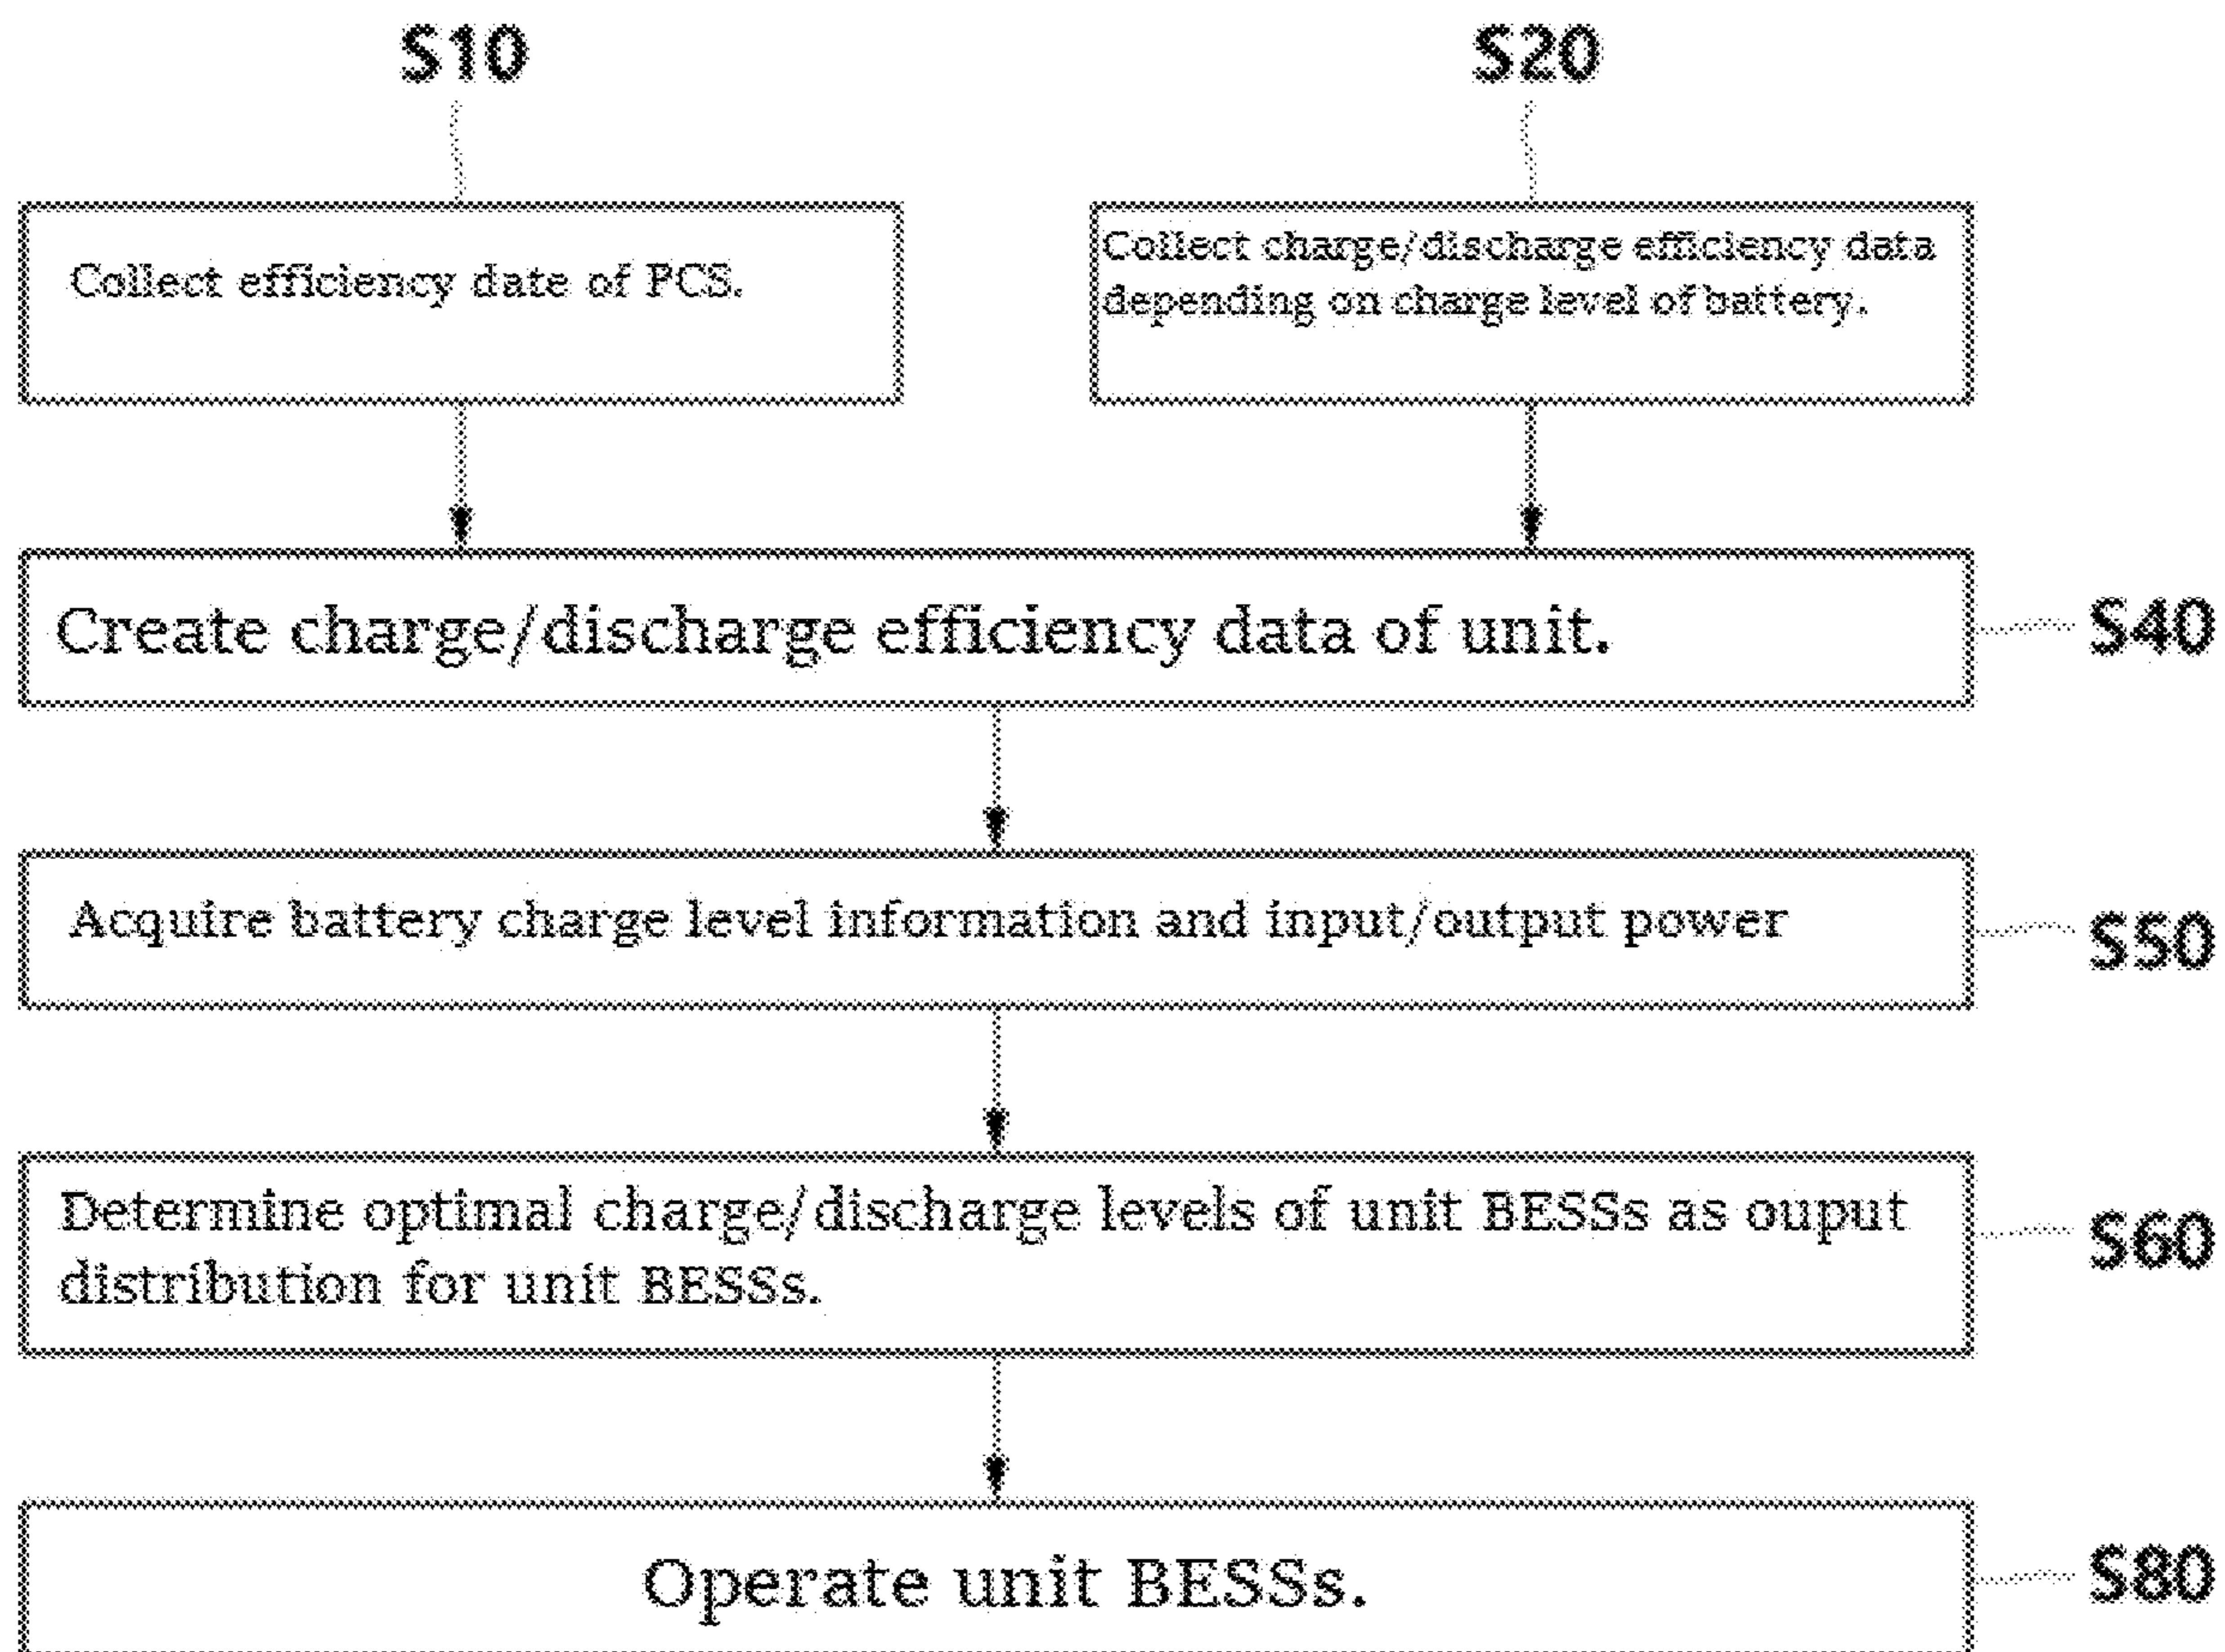 S10
S20
Collect efficiency date of PCS.
Collect charge/discharge efficiency data
depending on charge level of battery.
Create charge/discharge efficiency data of unit.
S40
Acquire battery charge level information and input/output power
S50
Determine optimal charge/discharge levels of unit BESSs as ouput
distribution for unit BESSs.
S60
Operate unit BESSs.
S80